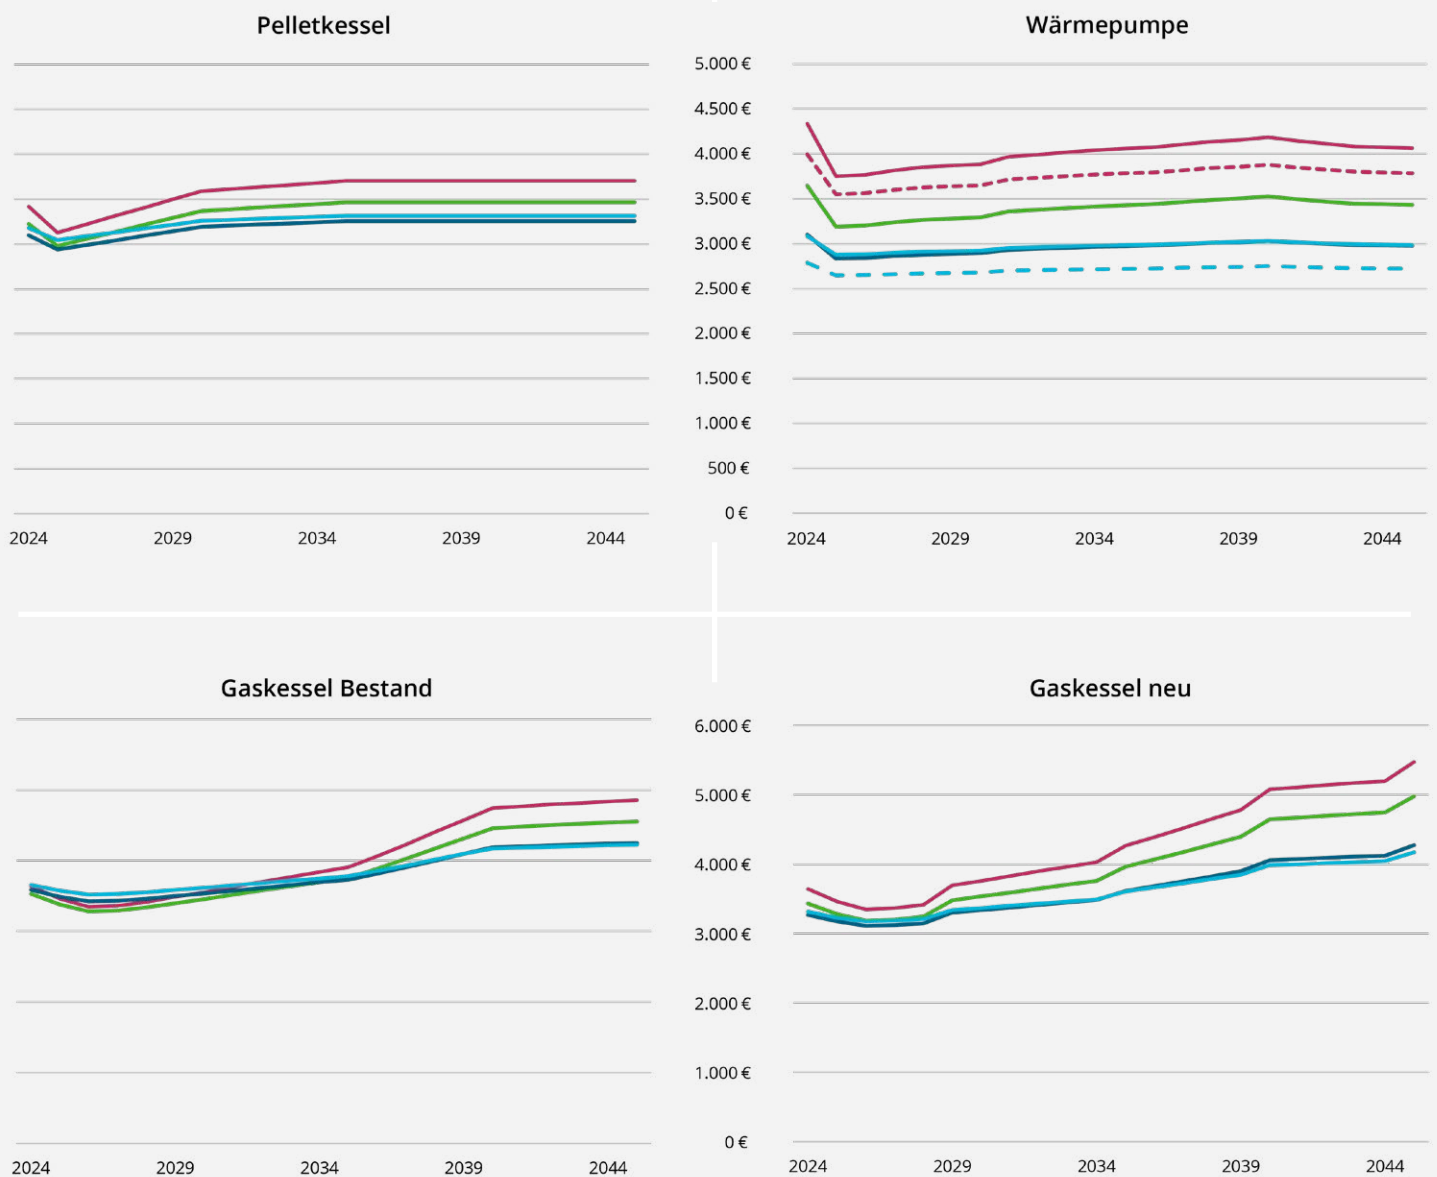 Pelletkessel
Wärmepumpe
5.000 €
4.500 €
4.000 €
3.500 €
3.000 €
2.500 €
2.000 €
1.500 €
1.000 €
500 €
0 €
2024 2029 2034 2039 2044
2024 2029 2034 2039 2044
Gaskessel Bestand
Gaskessel neu
6.000 €
5.000 €
4.000 €
3.000 €
2.000 €
1.000 €
0 €
2024 2029 2034 2039 2044
2024 2029 2034 2039 2044